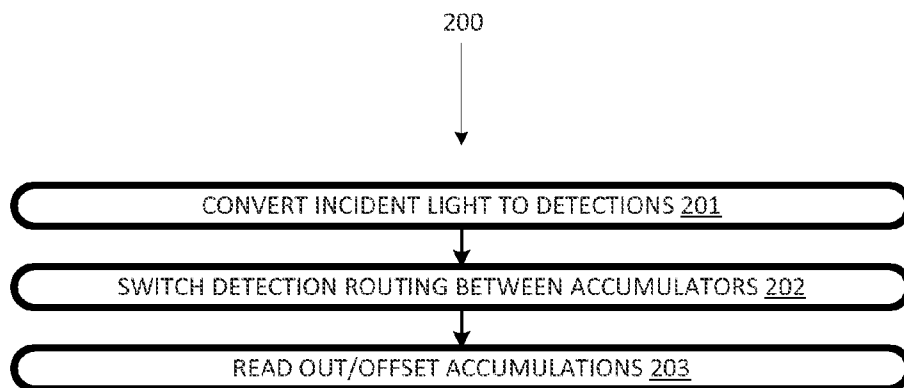 200
CONVERT INCIDENT LIGHT TO DETECTIONS 201
SWITCH DETECTION ROUTING BETWEEN ACCUMULATORS 202
READ OUT/OFFSET ACCUMULATIONS 203